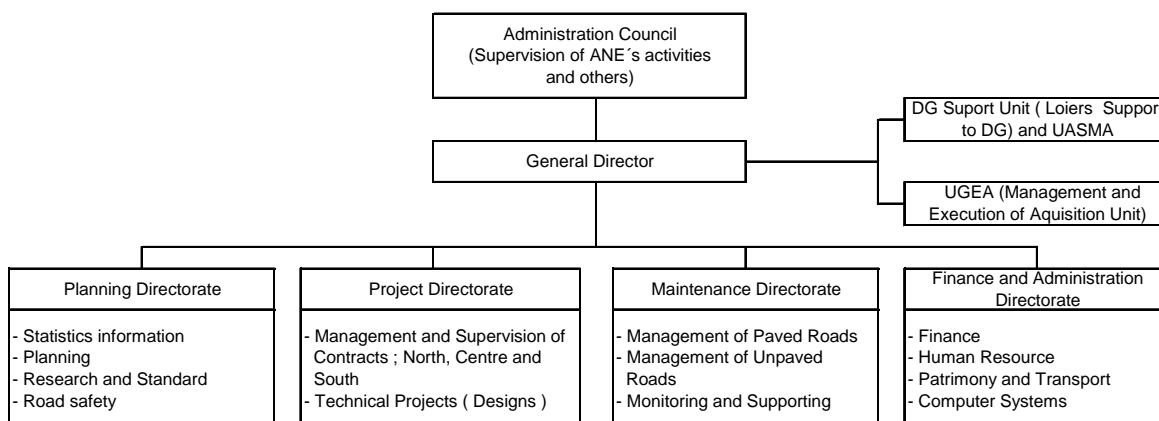 Administration Council
(Supervision of ANE´s activities
and others)
DG Suport Unit ( Loiers Support
to DG) and UASMA
General Director
UGEA (Management and
Execution of Aquisition Unit)
Planning Directorate
- Statistics information
- Planning
- Research and Standard
- Road safety
Project Directorate
- Management and Supervision of
Contracts ; North, Centre and
South
- Technical Projects ( Designs )
Maintenance Directorate
- Management of Paved Roads
- Management of Unpaved
Roads
- Monitoring and Supporting
Finance and Administration
Directorate
- Finance
- Human Resource
- Patrimony and Transport
- Computer Systems